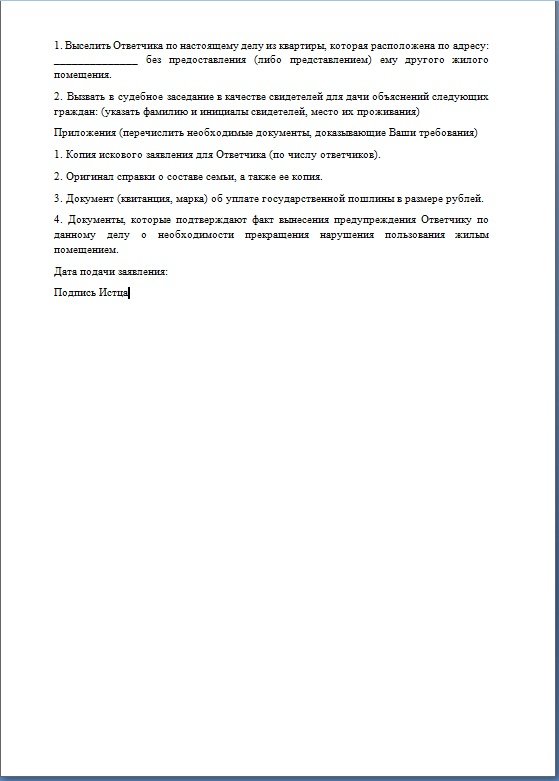 1. Выселить Ответчика по настоящему делу из квартиры, которая расположена по адресу:
_______________ без предоставления (либо представлением) ему другого жилого
помещения.
2. Вызвать в судебное заседание в качестве свидетелей для дачи объяснений следующих
граждан: (указать фамилию и инициалы свидетелей, место их проживания)
Приложения (перечислить необходимые документы, доказывающие Ваши требования)
1. Копия искового заявления для Ответчика (по числу ответчиков).
2. Оригинал справки о составе семьи, а также ее копия.
3. Документ (квитанция, марка) об уплате государственной пошлины в размере рублей.
4. Документы, которые подтверждают факт вынесения предупреждения Ответчику по
данному делу о необходимости прекращения нарушения пользования жилым
помещением.
Дата подачи заявления:
Подпись Истца